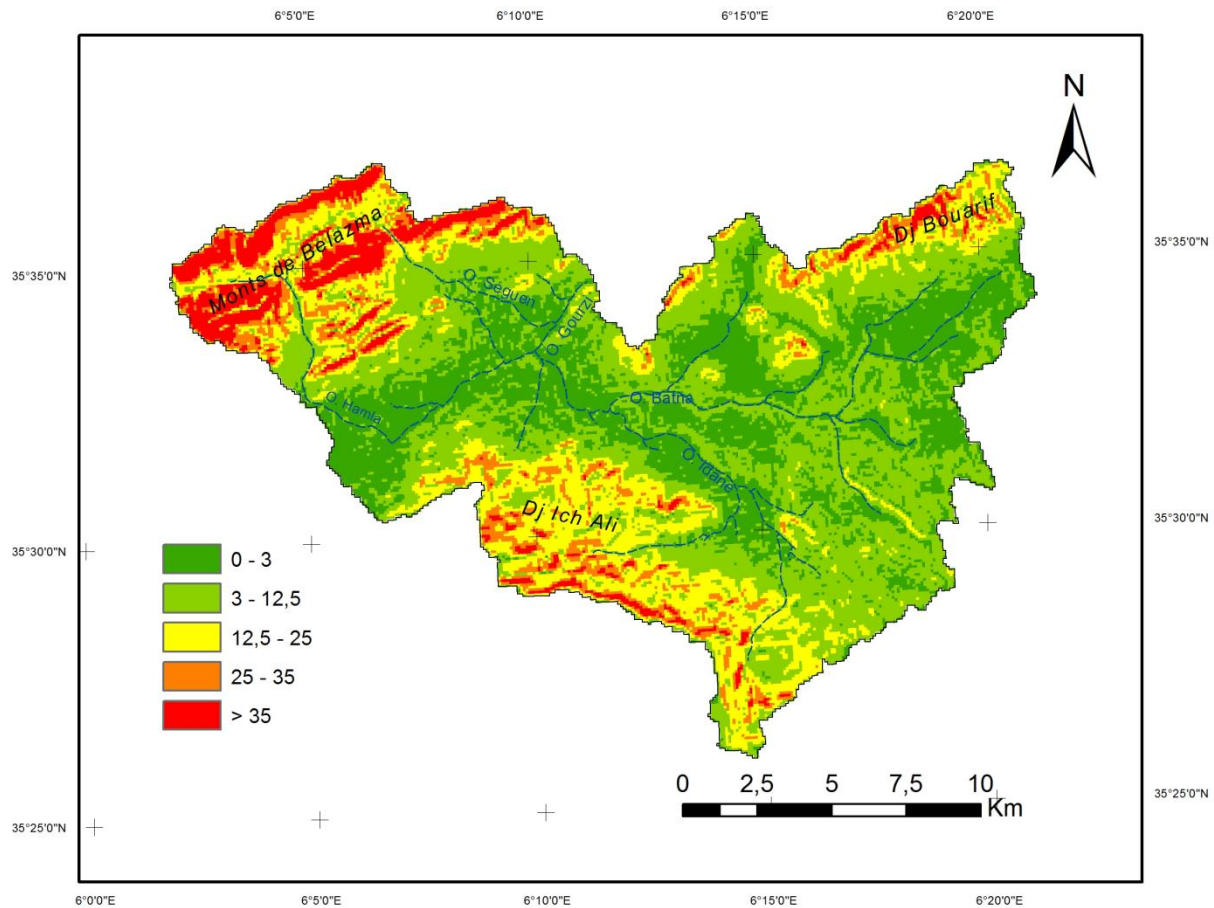 6°5'0"E 6°10'0"E 6°15'0"E 6°20'0"E
N
Dj Bouarif
35°35'0"N
Monts de Belazma
35°35'0"N
O. Seguen
O. Gourzi
O. Hamla
O. Batna
O. Idane
Dj Ich Ali
35°30'0"N
35°30'0"N
0 - 3
3 - 12,5
12,5 - 25
25 - 35
> 35
0 2,5 5 7,5 10
Km
35°25'0"N
35°25'0"N
6°0'0"E 6°5'0"E 6°10'0"E 6°15'0"E 6°20'0"E